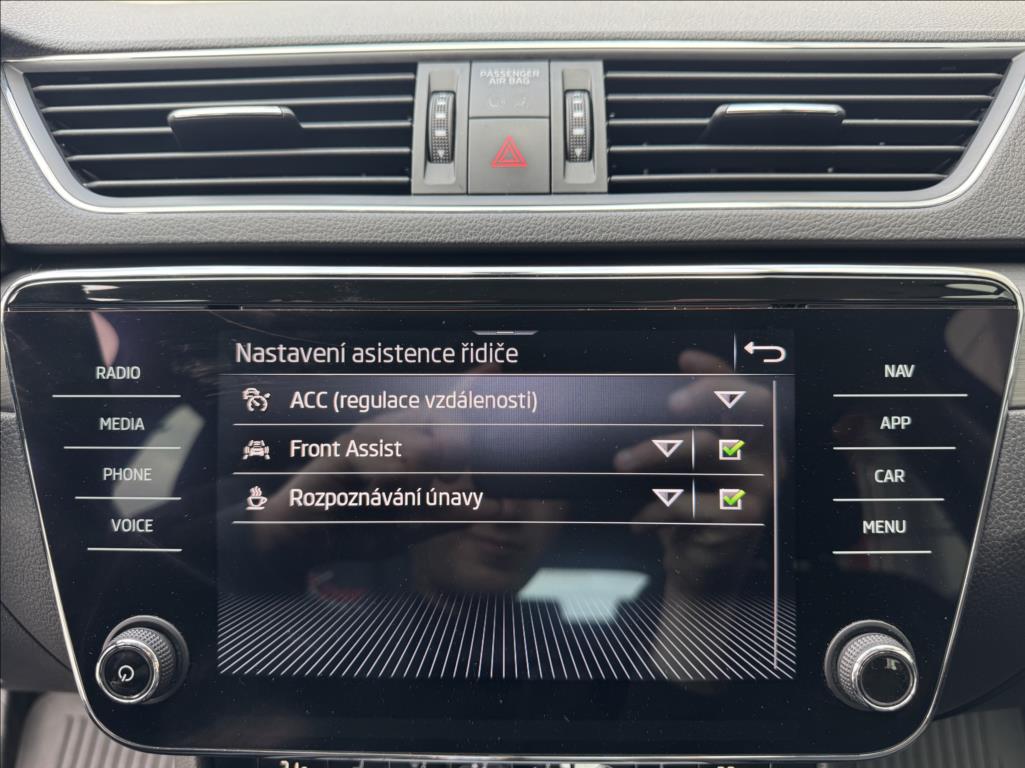 PASSENGER
AIR BAG
Nastavení asistence řidiče
RADIO
MEDIA
PHONE
VOICE
ACC (regulace vzdálenosti)
Front Assist
Rozpoznávání únavy
NAV
APP
CAR
MENU